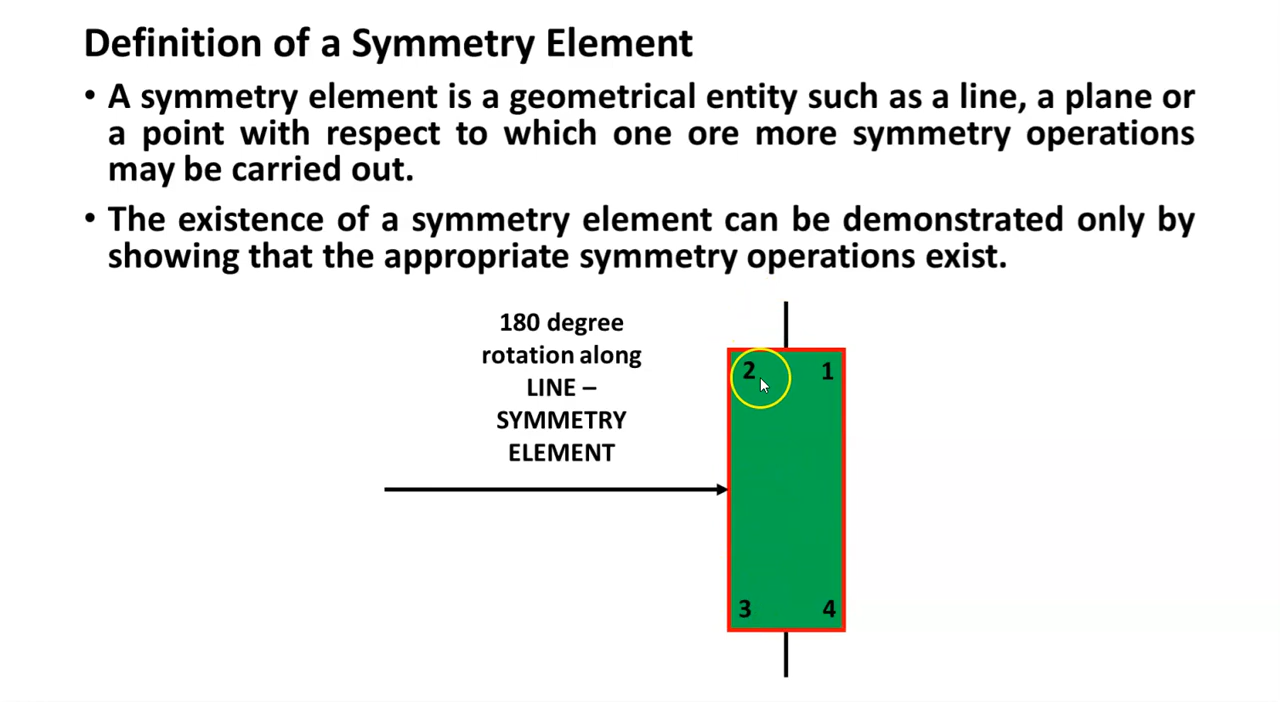 Definition of a Symmetry Element
• A symmetry element is a geometrical entity such as a line, a plane or
a point with respect to which one ore more symmetry operations
may be carried out.
• The existence of a symmetry element can be demonstrated only by
showing that the appropriate symmetry operations exist.
180 degree
rotation along
LINE –
SYMMETRY
ELEMENT
2 1
3 4